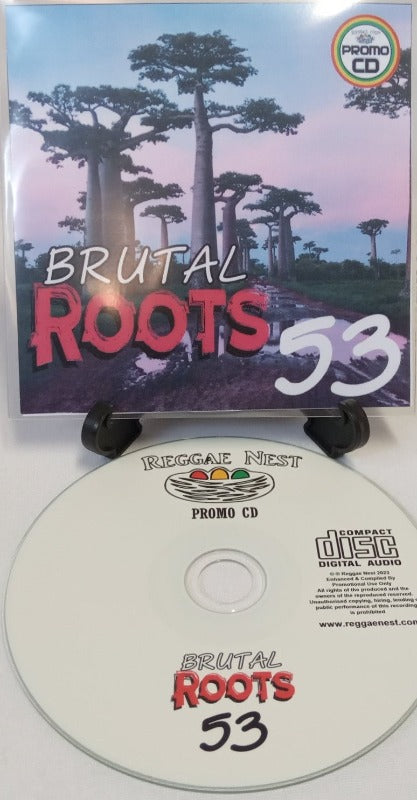 PROMO
CD
BRUTAL
ROOTS
53
REGGAE NEST
PROMO CD
COMPACT
disc
DIGITAL AUDIO
Reggae Nest
Enhanced & Compiled By
Promotional Use Only
All rights of the produced and the
owners of the reproduced reserved.
Unauthorised copying, hiring, lending or
public performance of this recording
is prohibited
www.reggaenest.com
BRUTAL
ROOTS
53